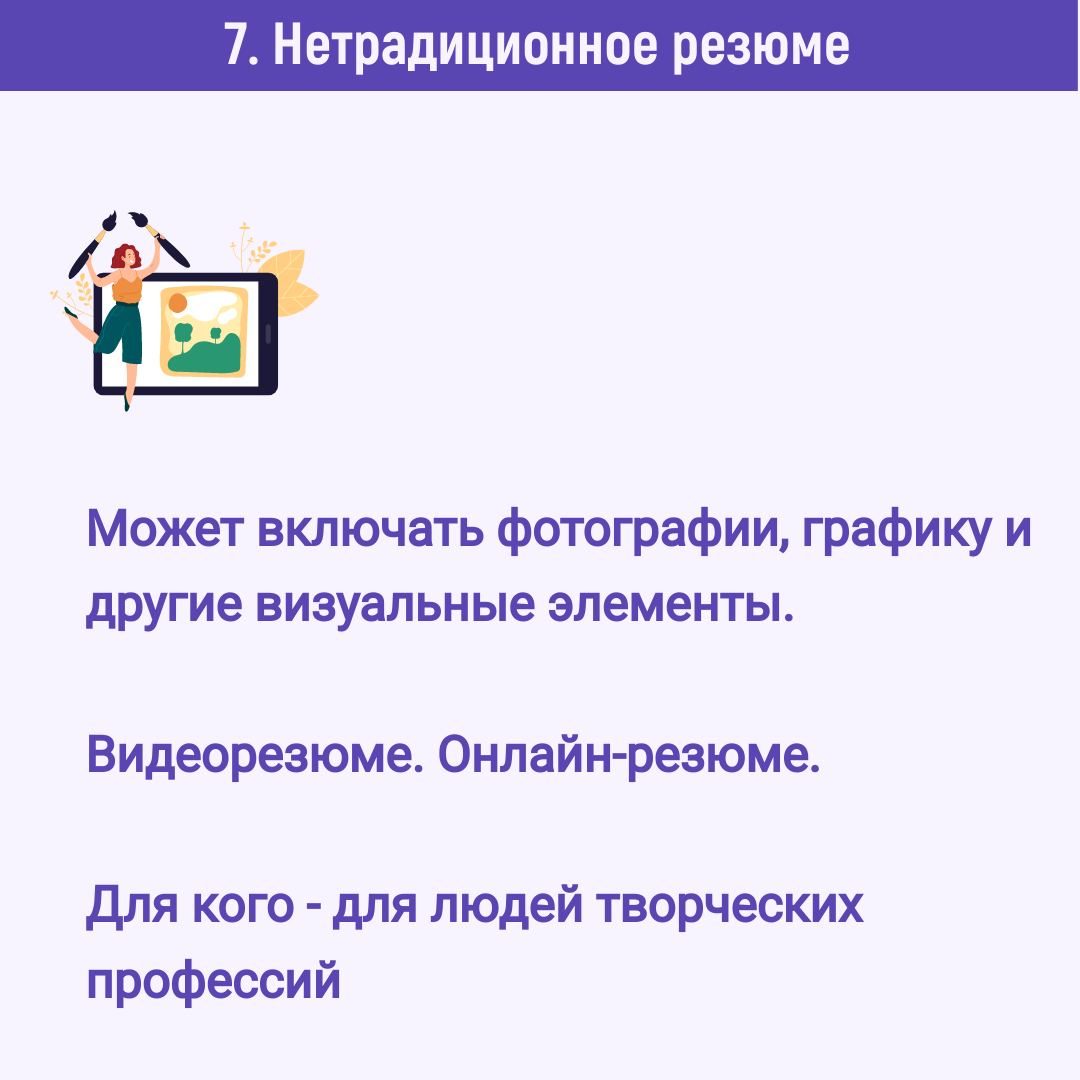 7. Нетрадиционное резюме
Может включать фотографии, графику и
другие визуальные элементы.
Видеорезюме. Онлайн-резюме.
Для кого - для людей творческих
профессий